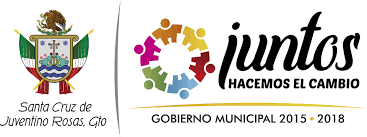 Santa Cruz de
Juventino Rosas, Gto
juntos
HACEMOS EL CAMBIO
GOBIERNO MUNICIPAL 2015 • 2018